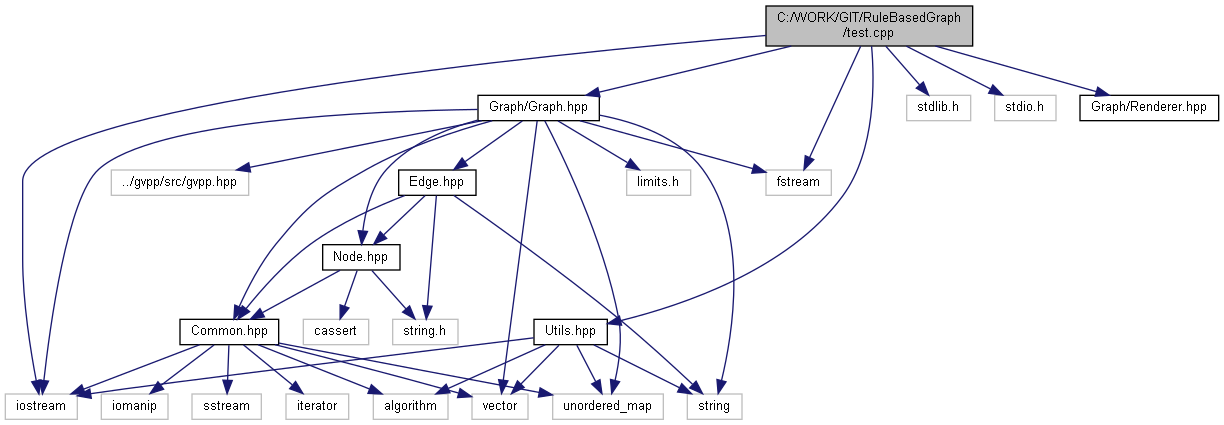 C:/WORK/GIT/RuleBasedGraph
/test.cpp
Graph/Graph.hpp
stdlib.h
stdio.h
Graph/Renderer.hpp
../gvpp/src/gvpp.hpp
Edge.hpp
limits.h
fstream
Node.hpp
Common.hpp
cassert
string.h
Utils.hpp
iostream
iomanip
sstream
iterator
algorithm
vector
unordered_map
string